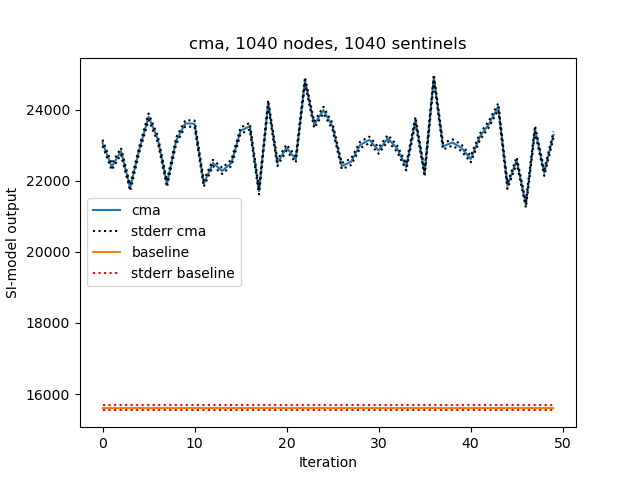 cma, 1040 nodes, 1040 sentinels
SI-model output
24000
22000
20000
18000
16000
cma
stderr cma
baseline
stderr baseline
0
10
20
30
40
50
Iteration